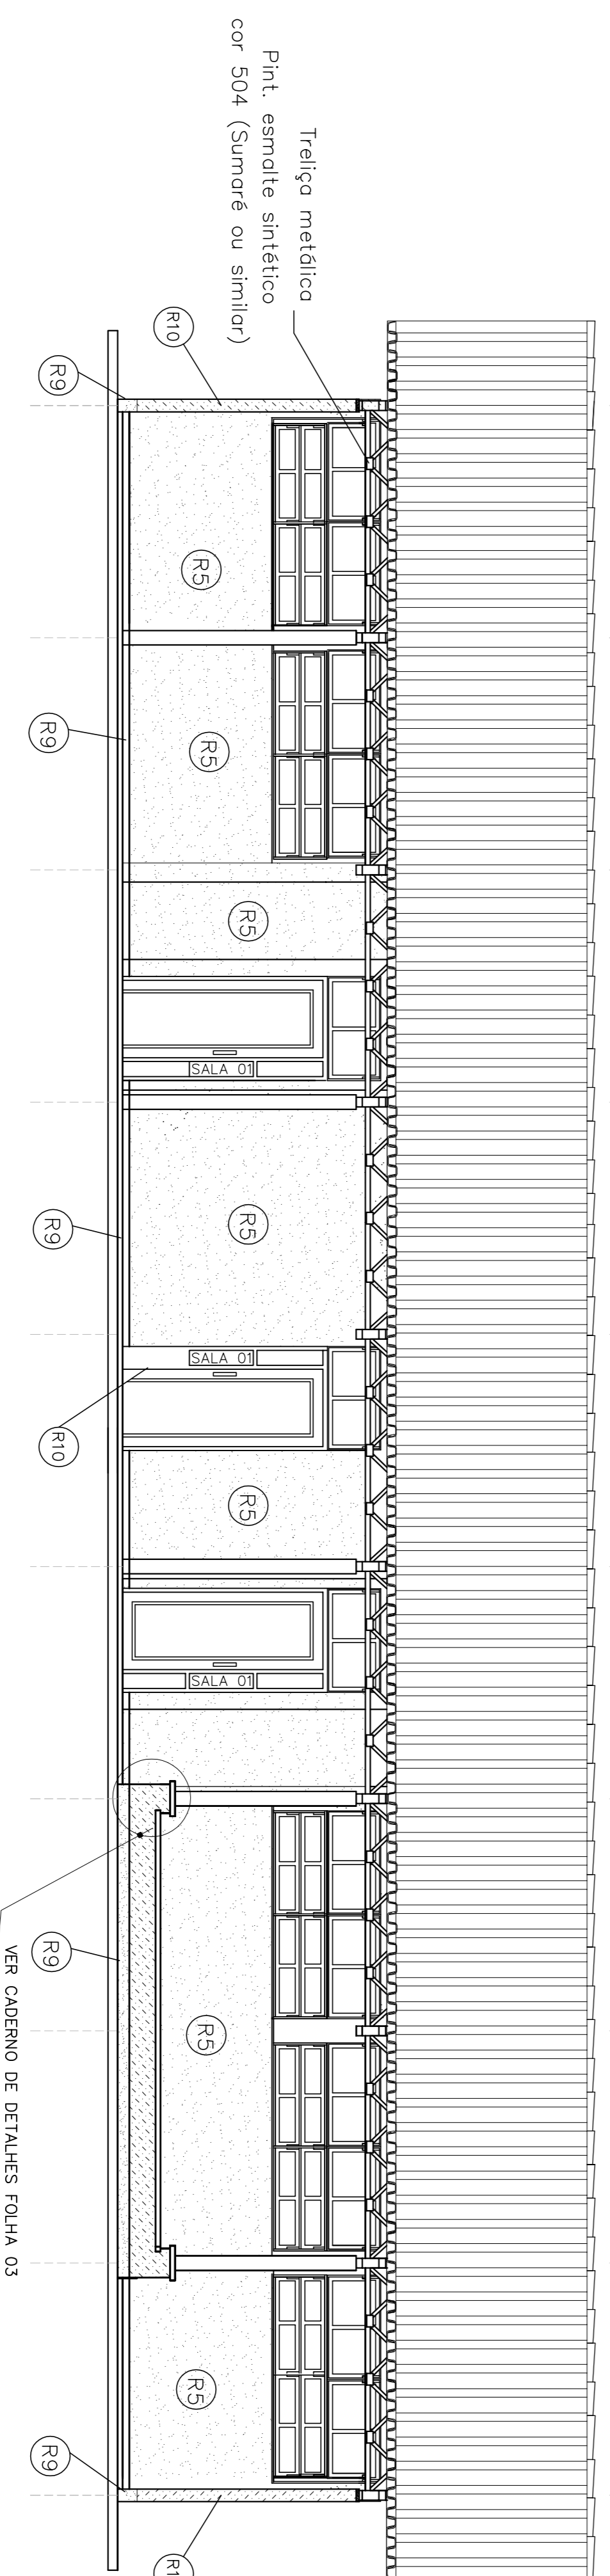 Treliça metálica
Pint. esmalte sintético
cor 504 (Sumaré ou similar)
R10
R9
R5
R5
R9
R5
SALA 01
R5
R9
SALA 01
R10
R5
SALA 01
R9
R5
VER CADERNO DE DETALHES FOLHA 03
R5
R9
R1